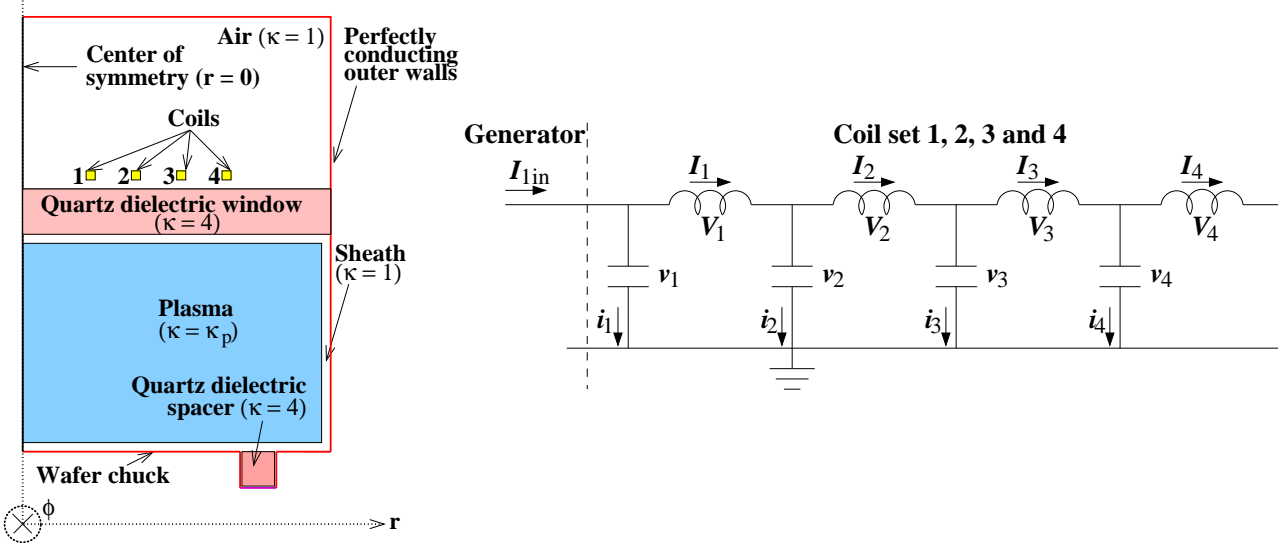 Air (κ = 1)
Center of
symmetry (r = 0)
Perfectly
conducting
outer walls
Coils
1 2 3 4
Quartz dielectric window
(κ = 4)
Sheath
(κ = 1)
Plasma
(κ = κp)
Quartz dielectric
spacer (κ = 4)
Wafer chuck
ϕ
r
Generator
Coil set 1, 2, 3 and 4
I1in
I1 I2 I3 I4
V1 V2 V3 V4
v1 v2 v3 v4
i1 i2 i3 i4